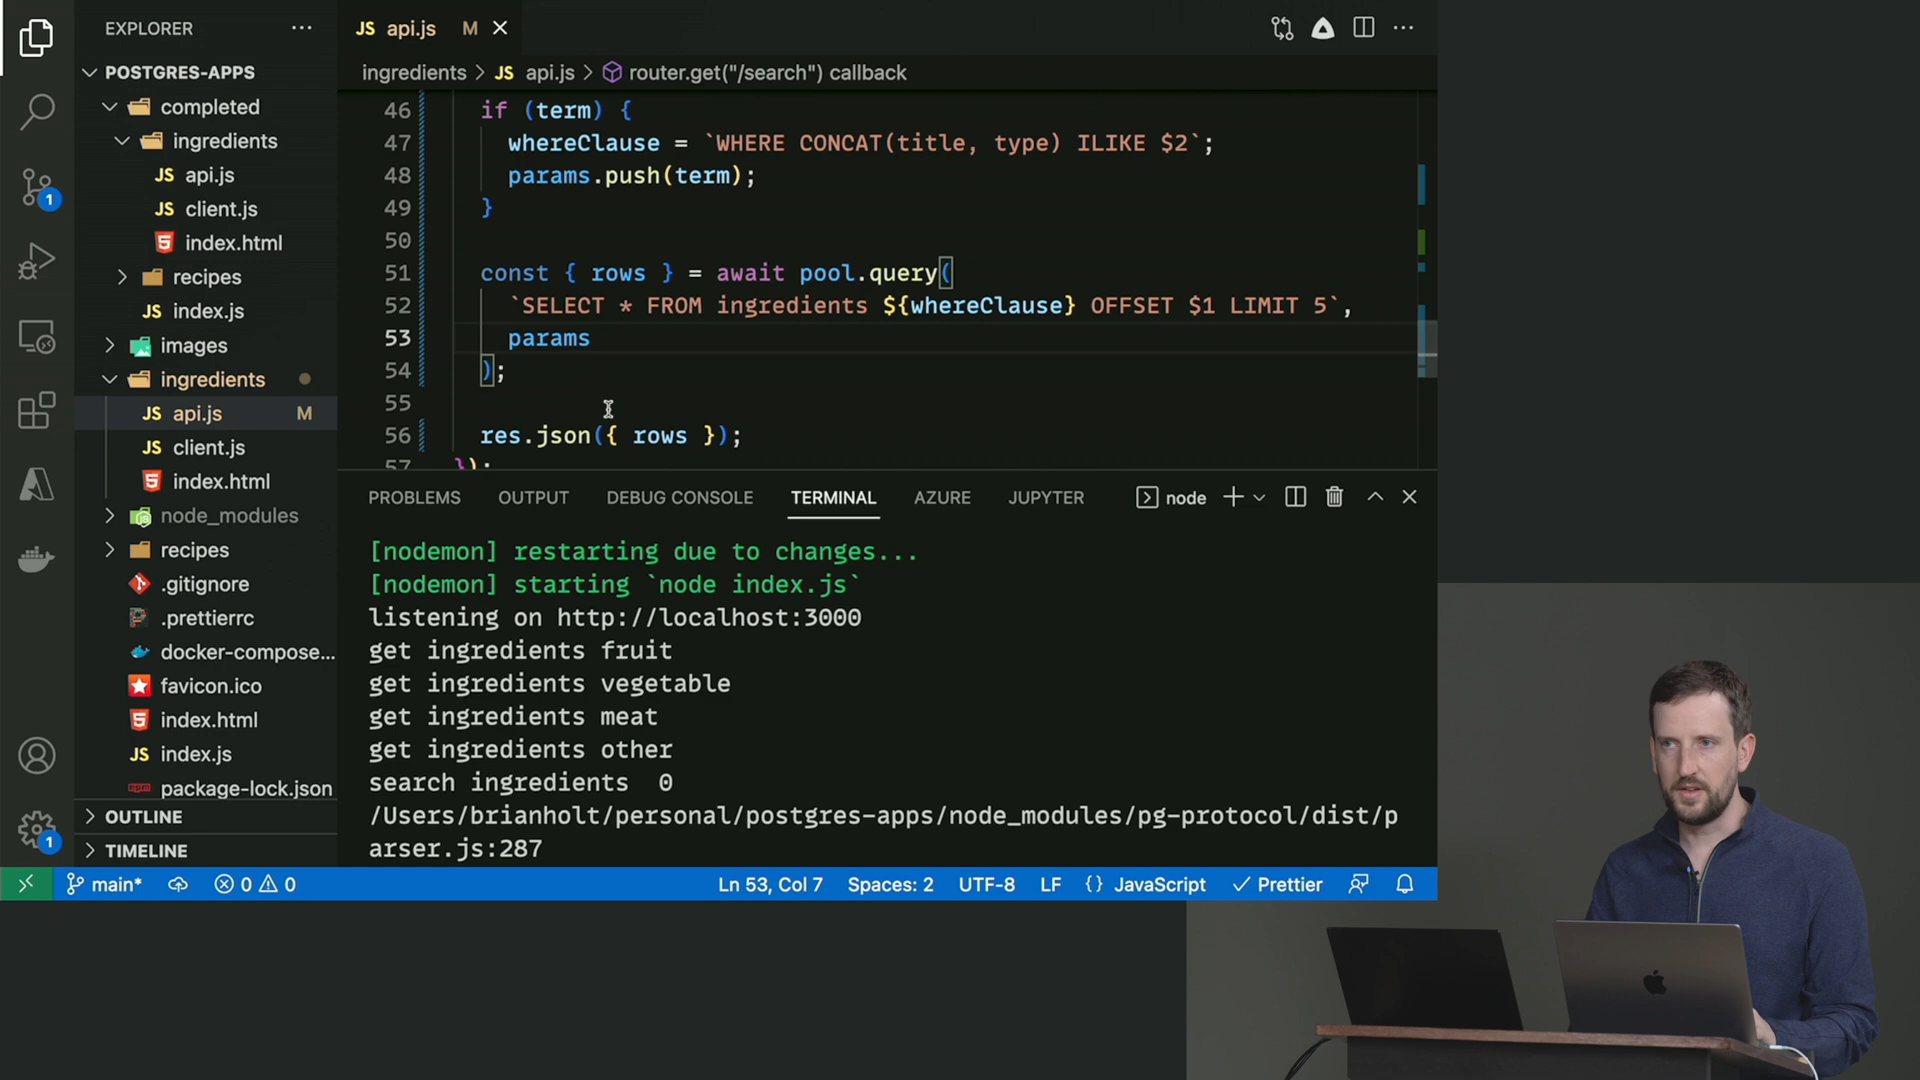 EXPLORER
POSTGRES-APPS
completed
ingredients
JS api.js
JS client.js
index.html
recipes
JS index.js
images
ingredients
JS api.js M
JS client.js
index.html
node_modules
recipes
.gitignore
.prettierrc
docker-compose...
favicon.ico
index.html
JS index.js
package-lock.json
OUTLINE
TIMELINE
1
1
JS api.js M
ingredients > JS api.js > router.get("/search") callback
46 if (term) {
47 whereClause = `WHERE CONCAT(title, type) ILIKE $2`;
48 params.push(term);
49 }
50
51 const { rows } = await pool.query(
52 `SELECT * FROM ingredients ${whereClause} OFFSET $1 LIMIT 5`,
53 params
54 );
55
56 res.json({ rows });
57 });
PROBLEMS OUTPUT DEBUG CONSOLE TERMINAL AZURE JUPYTER node
[nodemon] restarting due to changes...
[nodemon] starting `node index.js`
listening on http://localhost:3000
get ingredients fruit
get ingredients vegetable
get ingredients meat
get ingredients other
search ingredients  0
/Users/brianholt/personal/postgres-apps/node_modules/pg-protocol/dist/p
arser.js:287
main* 0 0 Ln 53, Col 7 Spaces: 2 UTF-8 LF {} JavaScript Prettier